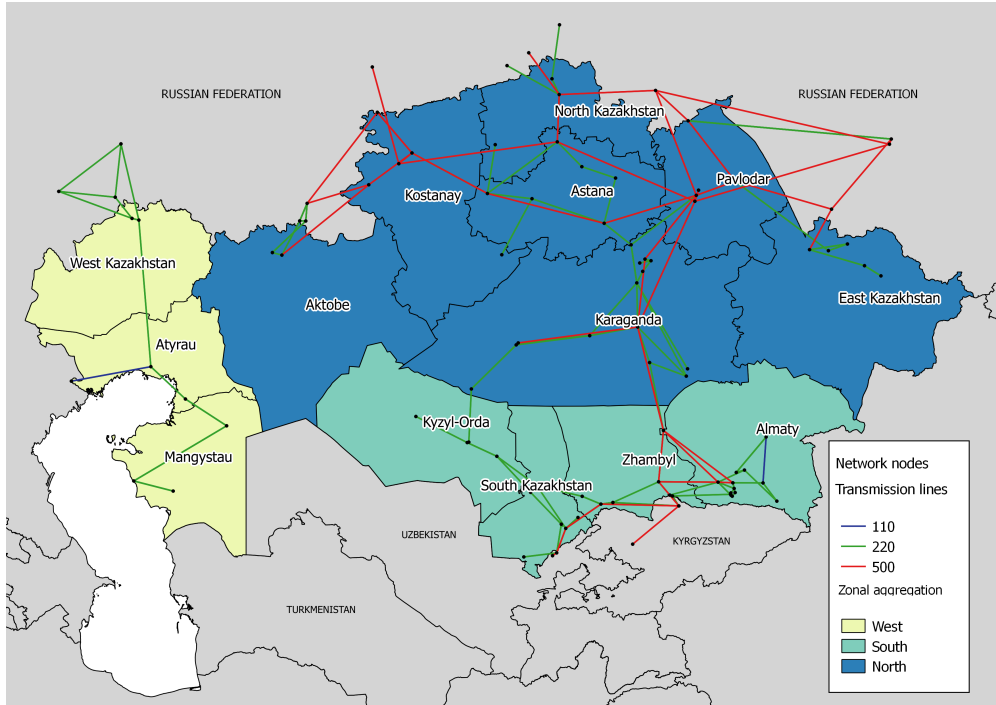 RUSSIAN FEDERATION
RUSSIAN FEDERATION
North Kazakhstan
Pavlodar
Kostanay
Astana
West Kazakhstan
Aktobe
East Kazakhstan
Karaganda
Atyrau
Kyzyl-Orda
Almaty
Mangystau
Zhambyl
South Kazakhstan
UZBEKISTAN
KYRGYZSTAN
TURKMENISTAN
Network nodes
Transmission lines
110
220
500
Zonal aggregation
West
South
North